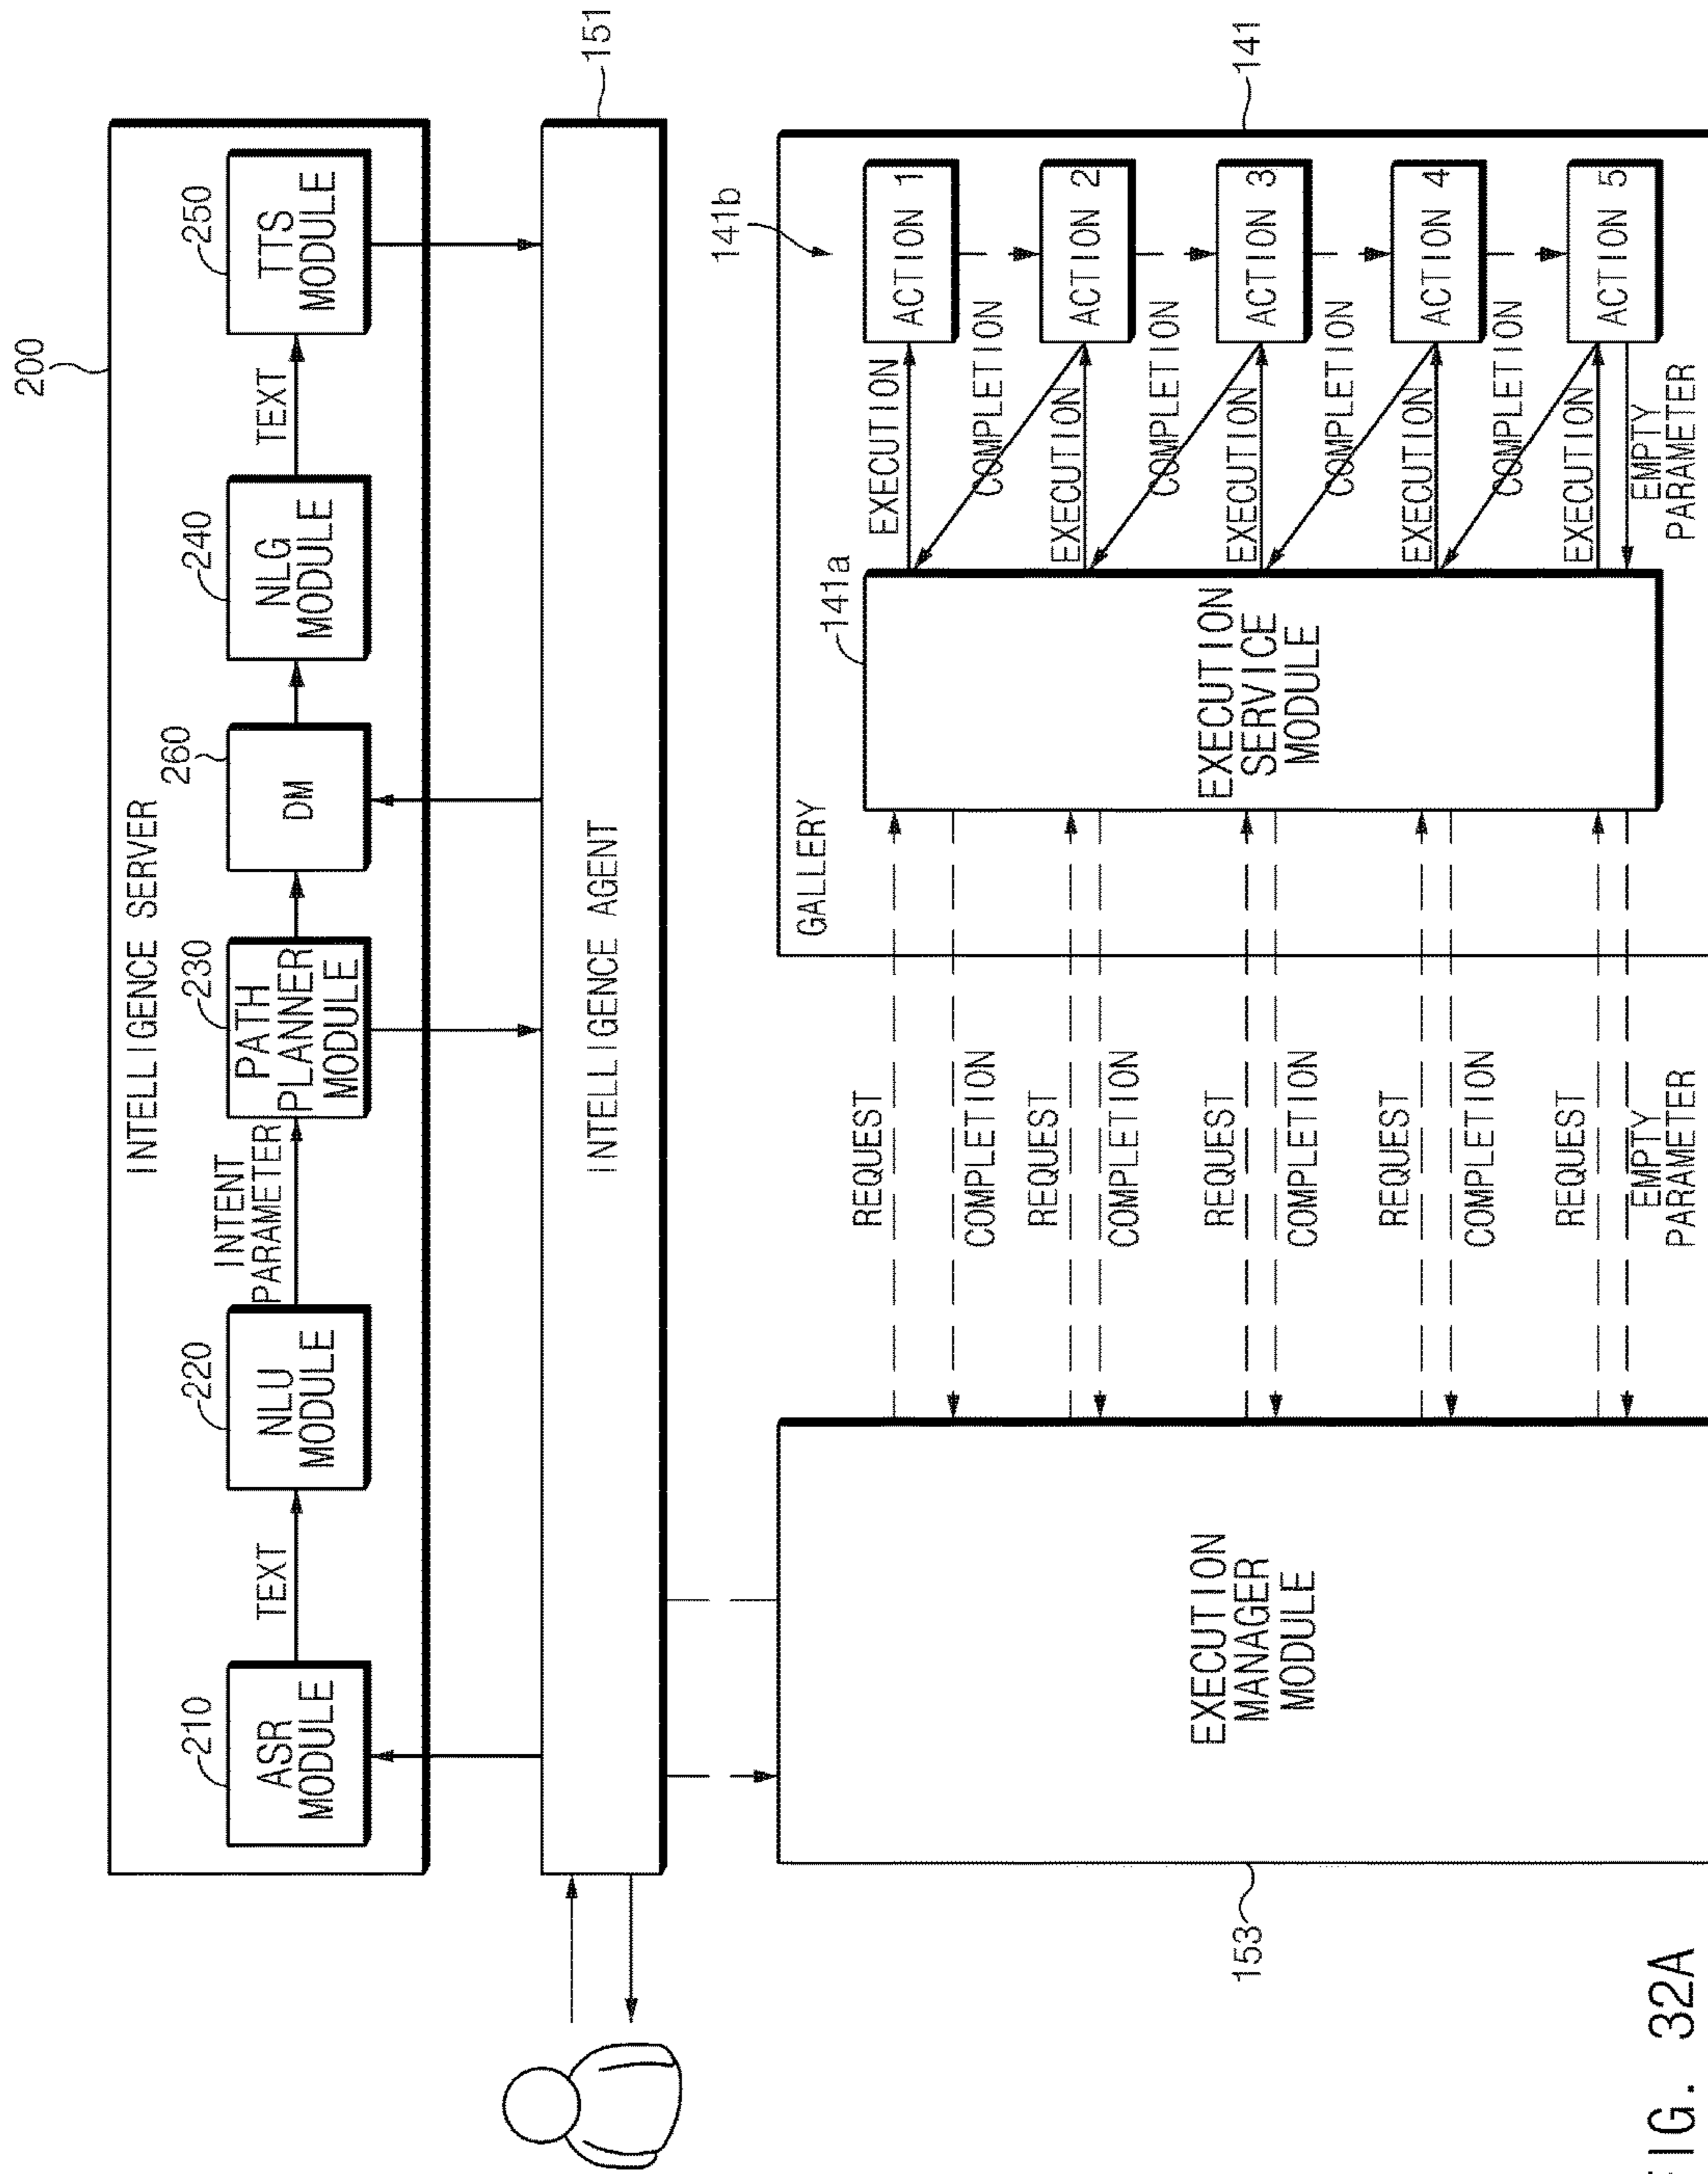 200
INTELLIGENCE SERVER
210
220
230
260
240
250
ASR
MODULE
TEXT
NLU
MODULE
INTENT
PARAMETER
PATH
PLANNER
MODULE
DM
NLG
MODULE
TEXT
TTS
MODULE
INTELLIGENCE AGENT
151
153
EXECUTION
MANAGER
MODULE
REQUEST
COMPLETION
REQUEST
COMPLETION
REQUEST
COMPLETION
REQUEST
COMPLETION
REQUEST
EMPTY
PARAMETER
GALLERY
141
141a
141b
EXECUTION
SERVICE
MODULE
EXECUTION
ACTION 1
COMPLETION
EXECUTION
ACTION 2
COMPLETION
EXECUTION
ACTION 3
COMPLETION
EXECUTION
ACTION 4
COMPLETION
EXECUTION
ACTION 5
EMPTY
PARAMETER
IG. 32A